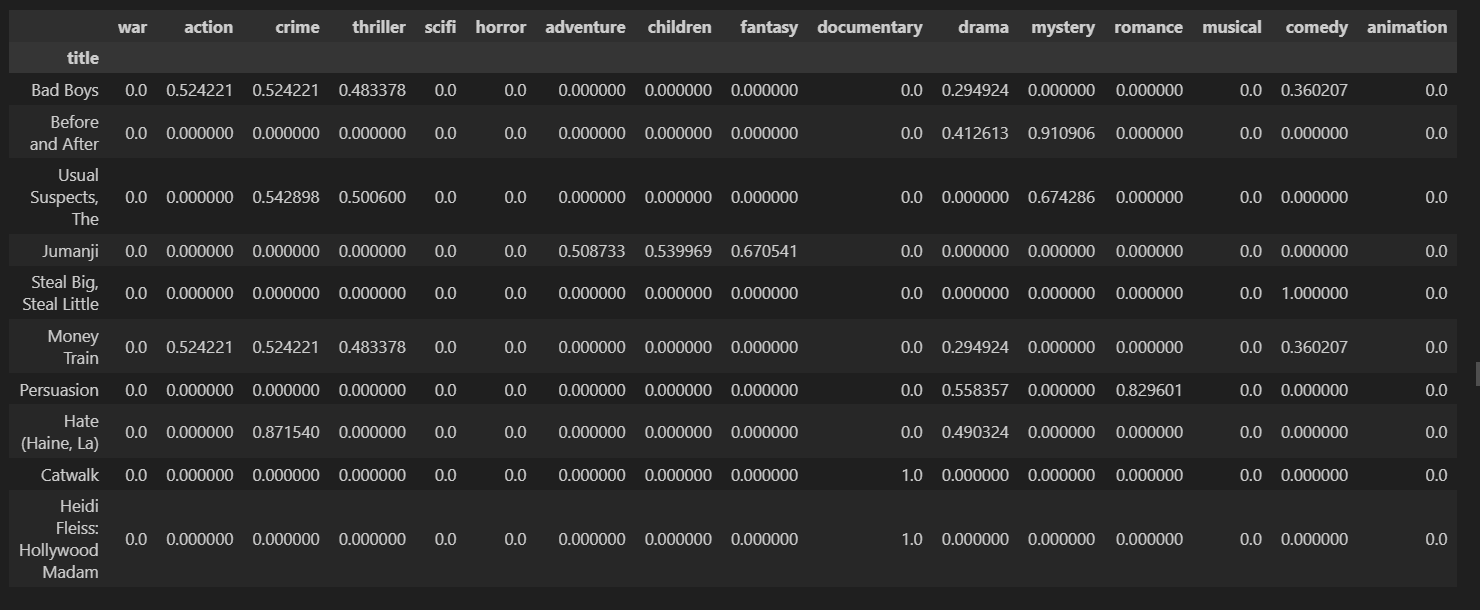 war action crime thriller scifi horror adventure children fantasy documentary drama mystery romance musical comedy animation
title
Bad Boys 0.0 0.524221 0.524221 0.483378 0.0 0.0 0.000000 0.000000 0.000000 0.0 0.294924 0.000000 0.000000 0.0 0.360207 0.0
Before
and After 0.0 0.000000 0.000000 0.000000 0.0 0.0 0.000000 0.000000 0.000000 0.0 0.412613 0.910906 0.000000 0.0 0.000000 0.0
Usual
Suspects, 0.0 0.000000 0.542898 0.500600 0.0 0.0 0.000000 0.000000 0.000000 0.0 0.000000 0.674286 0.000000 0.0 0.000000 0.0
The
Jumanji 0.0 0.000000 0.000000 0.000000 0.0 0.0 0.508733 0.539969 0.670541 0.0 0.000000 0.000000 0.000000 0.0 0.000000 0.0
Steal Big,
Steal Little 0.0 0.000000 0.000000 0.000000 0.0 0.0 0.000000 0.000000 0.000000 0.0 0.000000 0.000000 0.000000 0.0 1.000000 0.0
Money
Train 0.0 0.524221 0.524221 0.483378 0.0 0.0 0.000000 0.000000 0.000000 0.0 0.294924 0.000000 0.000000 0.0 0.360207 0.0
Persuasion 0.0 0.000000 0.000000 0.000000 0.0 0.0 0.000000 0.000000 0.000000 0.0 0.558357 0.000000 0.829601 0.0 0.000000 0.0
Hate
(Haine, La) 0.0 0.000000 0.871540 0.000000 0.0 0.0 0.000000 0.000000 0.000000 0.0 0.490324 0.000000 0.000000 0.0 0.000000 0.0
Catwalk 0.0 0.000000 0.000000 0.000000 0.0 0.0 0.000000 0.000000 0.000000 1.0 0.000000 0.000000 0.000000 0.0 0.000000 0.0
Heidi
Fleiss:
Hollywood 0.0 0.000000 0.000000 0.000000 0.0 0.0 0.000000 0.000000 0.000000 1.0 0.000000 0.000000 0.000000 0.0 0.000000 0.0
Madam